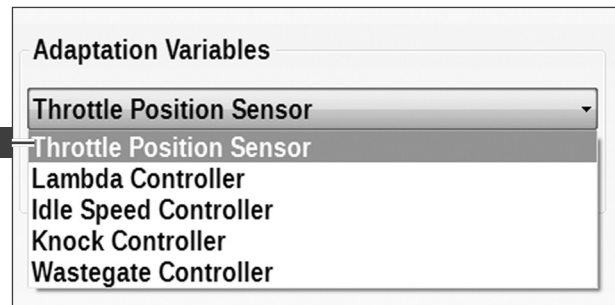 Adaptation Variables
Throttle Position Sensor
Throttle Position Sensor
Lambda Controller
Idle Speed Controller
Knock Controller
Wastegate Controller